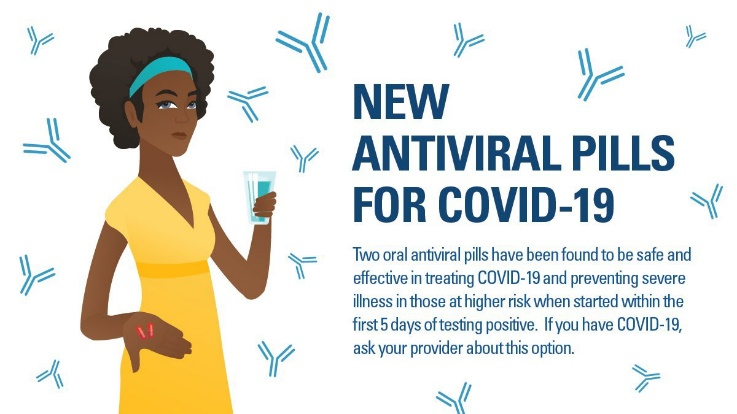 NEW
ANTIVIRAL PILLS
FOR COVID-19
Two oral antiviral pills have been found to be safe and
effective in treating COVID-19 and preventing severe
illness in those at higher risk when started within the
first 5 days of testing positive.  If you have COVID-19,
ask your provider about this option.